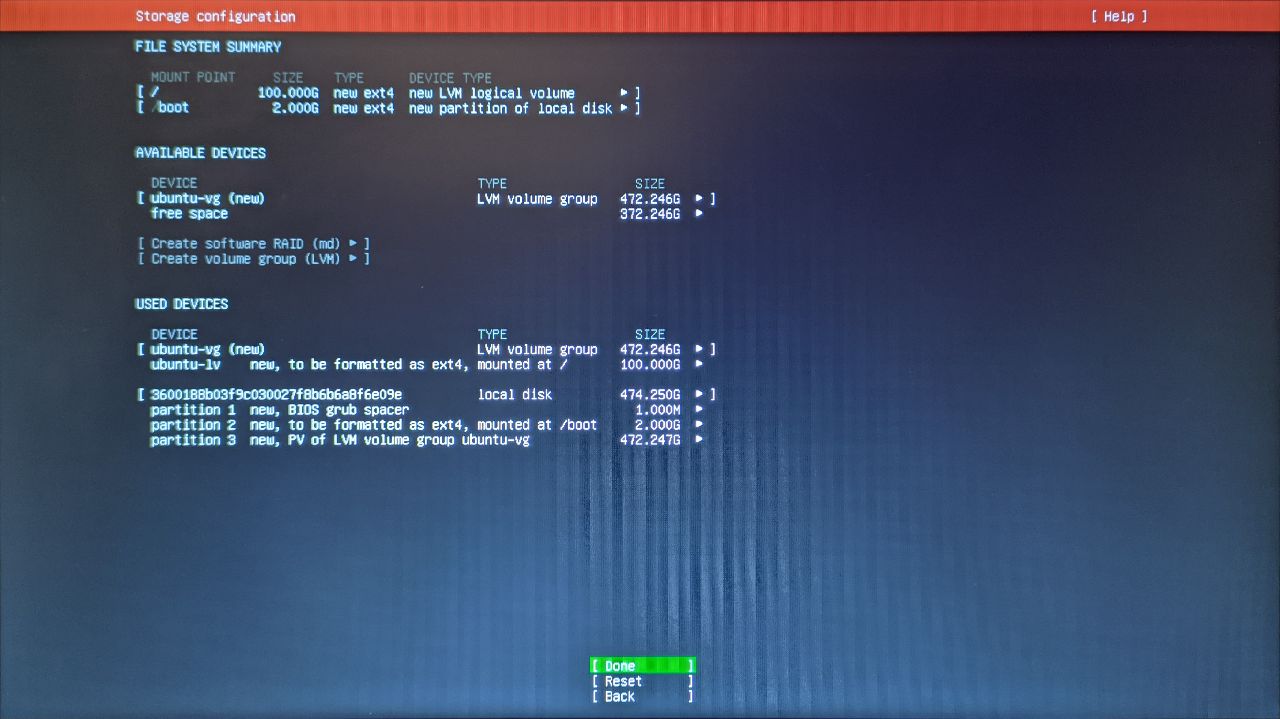 Storage configuration [ Help ]
FILE SYSTEM SUMMARY
MOUNT POINT SIZE TYPE DEVICE TYPE
[ / 100.000G new ext4 new LVM logical volume ▸ ]
[ /boot 2.000G new ext4 new partition of local disk ▸ ]
AVAILABLE DEVICES
DEVICE TYPE SIZE
[ ubuntu-vg (new) LVM volume group 472.246G ▸ ]
free space 372.246G ▸
[ Create software RAID (md) ▸ ]
[ Create volume group (LVM) ▸ ]
USED DEVICES
DEVICE TYPE SIZE
[ ubuntu-vg (new) LVM volume group 472.246G ▸ ]
ubuntu-lv new, to be formatted as ext4, mounted at / 100.000G ▸
[ 3600188b03f9c030027f8b6b6a8f6e09e local disk 474.250G ▸ ]
partition 1 new, BIOS grub spacer 1.000M ▸
partition 2 new, to be formatted as ext4, mounted at /boot 2.000G ▸
partition 3 new, PV of LVM volume group ubuntu-vg 472.247G ▸
[ Done ]
[ Reset ]
[ Back ]